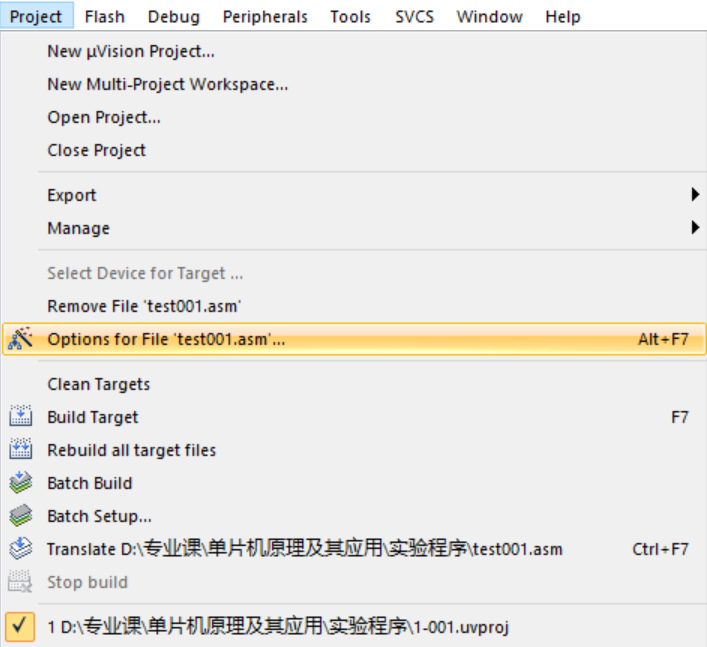 Project Flash Debug Peripherals Tools SVCS Window Help
New µVision Project...
New Multi-Project Workspace...
Open Project...
Close Project
Export
Manage
Select Device for Target ...
Remove File 'test001.asm'
Options for File 'test001.asm'... Alt+F7
Clean Targets
Build Target F7
Rebuild all target files
Batch Build
Batch Setup...
Translate D:\专业课\单片机原理及其应用\实验程序\test001.asm Ctrl+F7
Stop build
1 D:\专业课\单片机原理及其应用\实验程序\1-001.uvproj